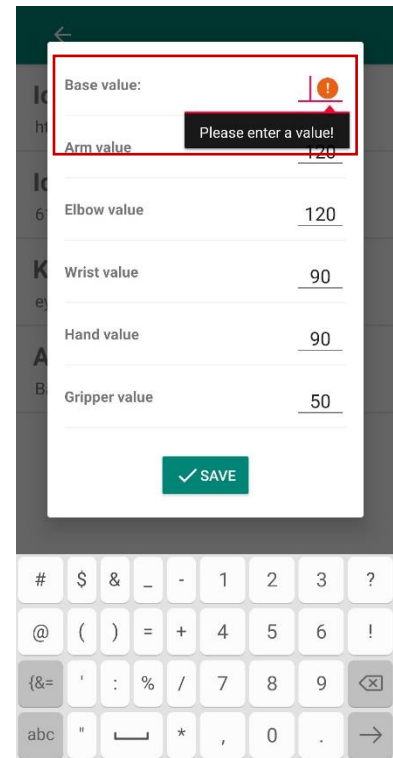 Base value:
!
Please enter a value!
Arm value
120
Elbow value
120
Wrist value
90
Hand value
90
Gripper value
50
SAVE
# $ & _ - 1 2 3 ?
@ ( ) = + 4 5 6 !
{&= ' : % / 7 8 9
abc " * , 0 .